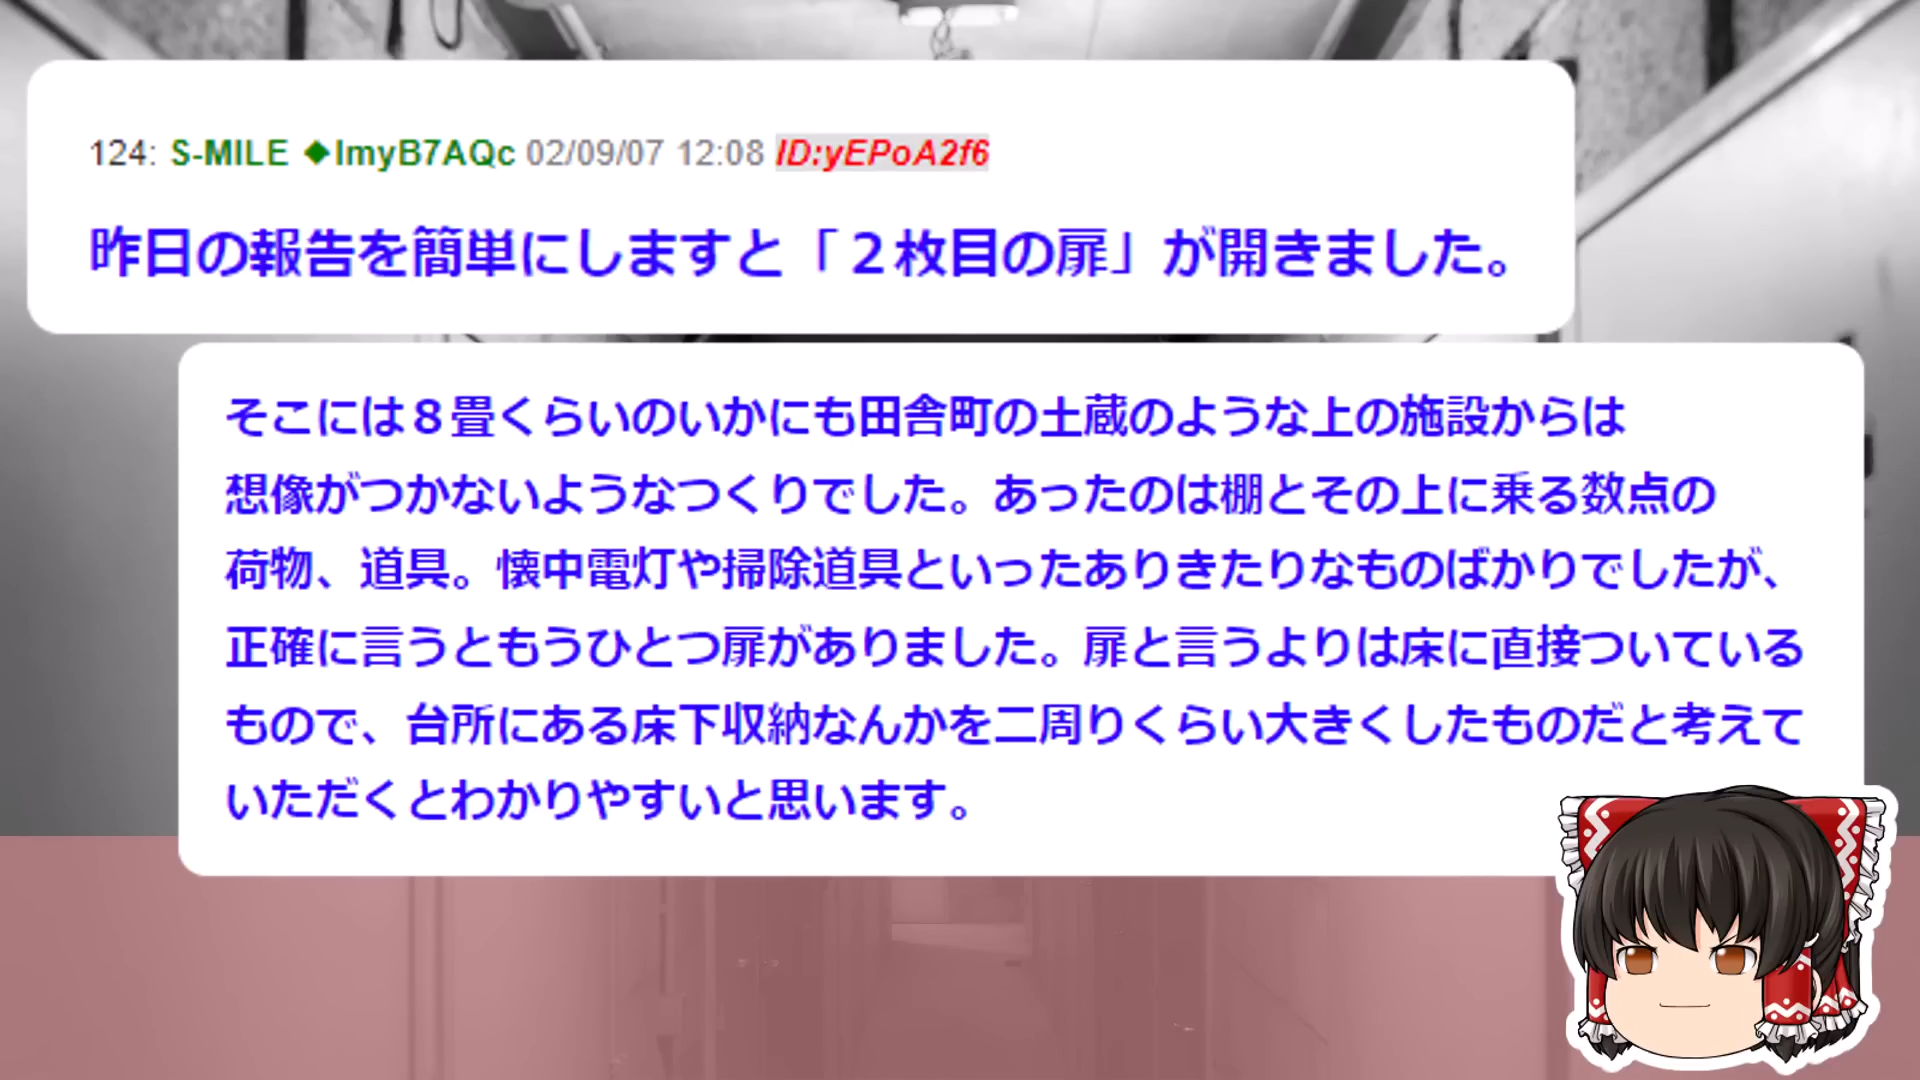 124: S-MILE ◆ImyB7AQc 02/09/07 12:08 ID:yEPoA2f6
昨日の報告を簡単にしますと「２枚目の扉」が開きました。
そこには８畳くらいのいかにも田舎町の土蔵のような上の施設からは
想像がつかないようなつくりでした。あったのは棚とその上に乗る数点の
荷物、道具。懐中電灯や掃除道具といったありきたりなものばかりでしたが、
正確に言うともうひとつ扉がありました。扉と言うよりは床に直接ついている
もので、台所にある床下収納なんかを二周りくらい大きくしたものだと考えて
いただくとわかりやすいと思います。